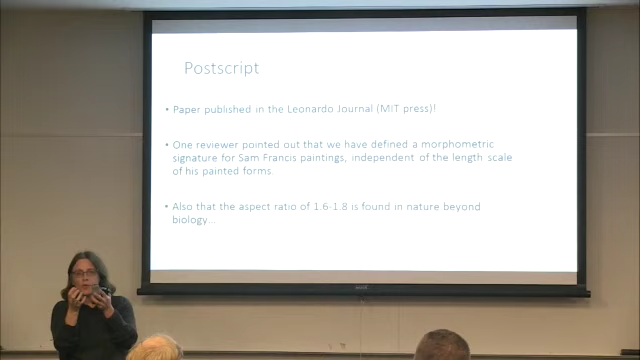 Postscript
• Paper published in the Leonardo Journal (MIT press)!
• One reviewer pointed out that we have defined a morphometric
signature for Sam Francis paintings, independent of the length scale
of his painted forms.
• Also that the aspect ratio of 1.6-1.8 is found in nature beyond
biology...